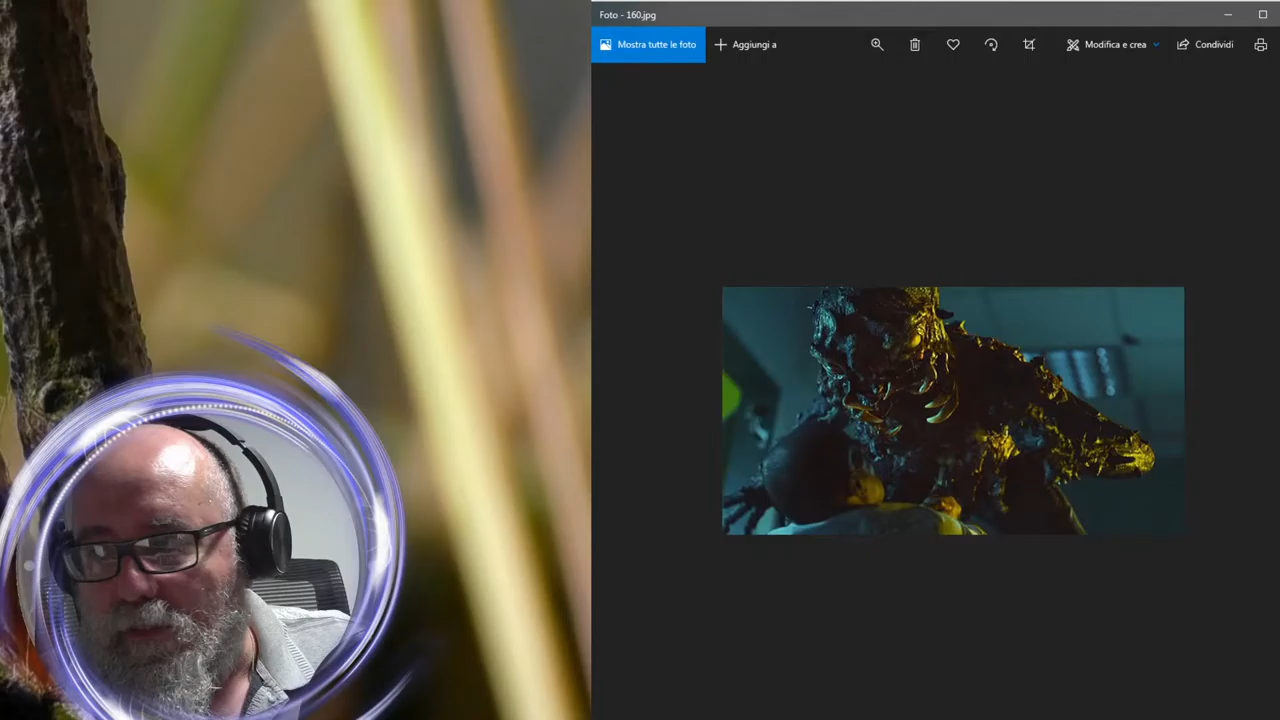 Foto - 160.jpg
Mostra tutte le foto
Aggiungi a
Modifica e crea
Condividi